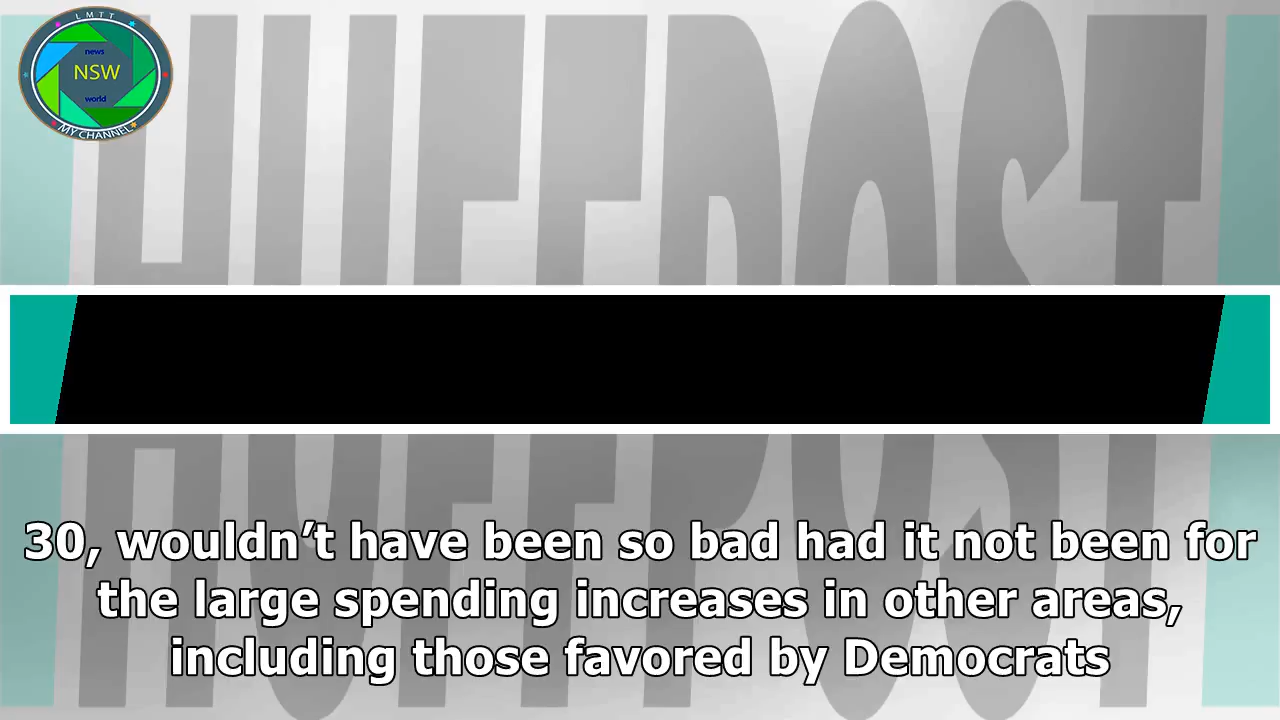 LMTT
news
NSW
world
MY CHANNEL
HUFFPOST
30, wouldn’t have been so bad had it not been for
the large spending increases in other areas,
including those favored by Democrats